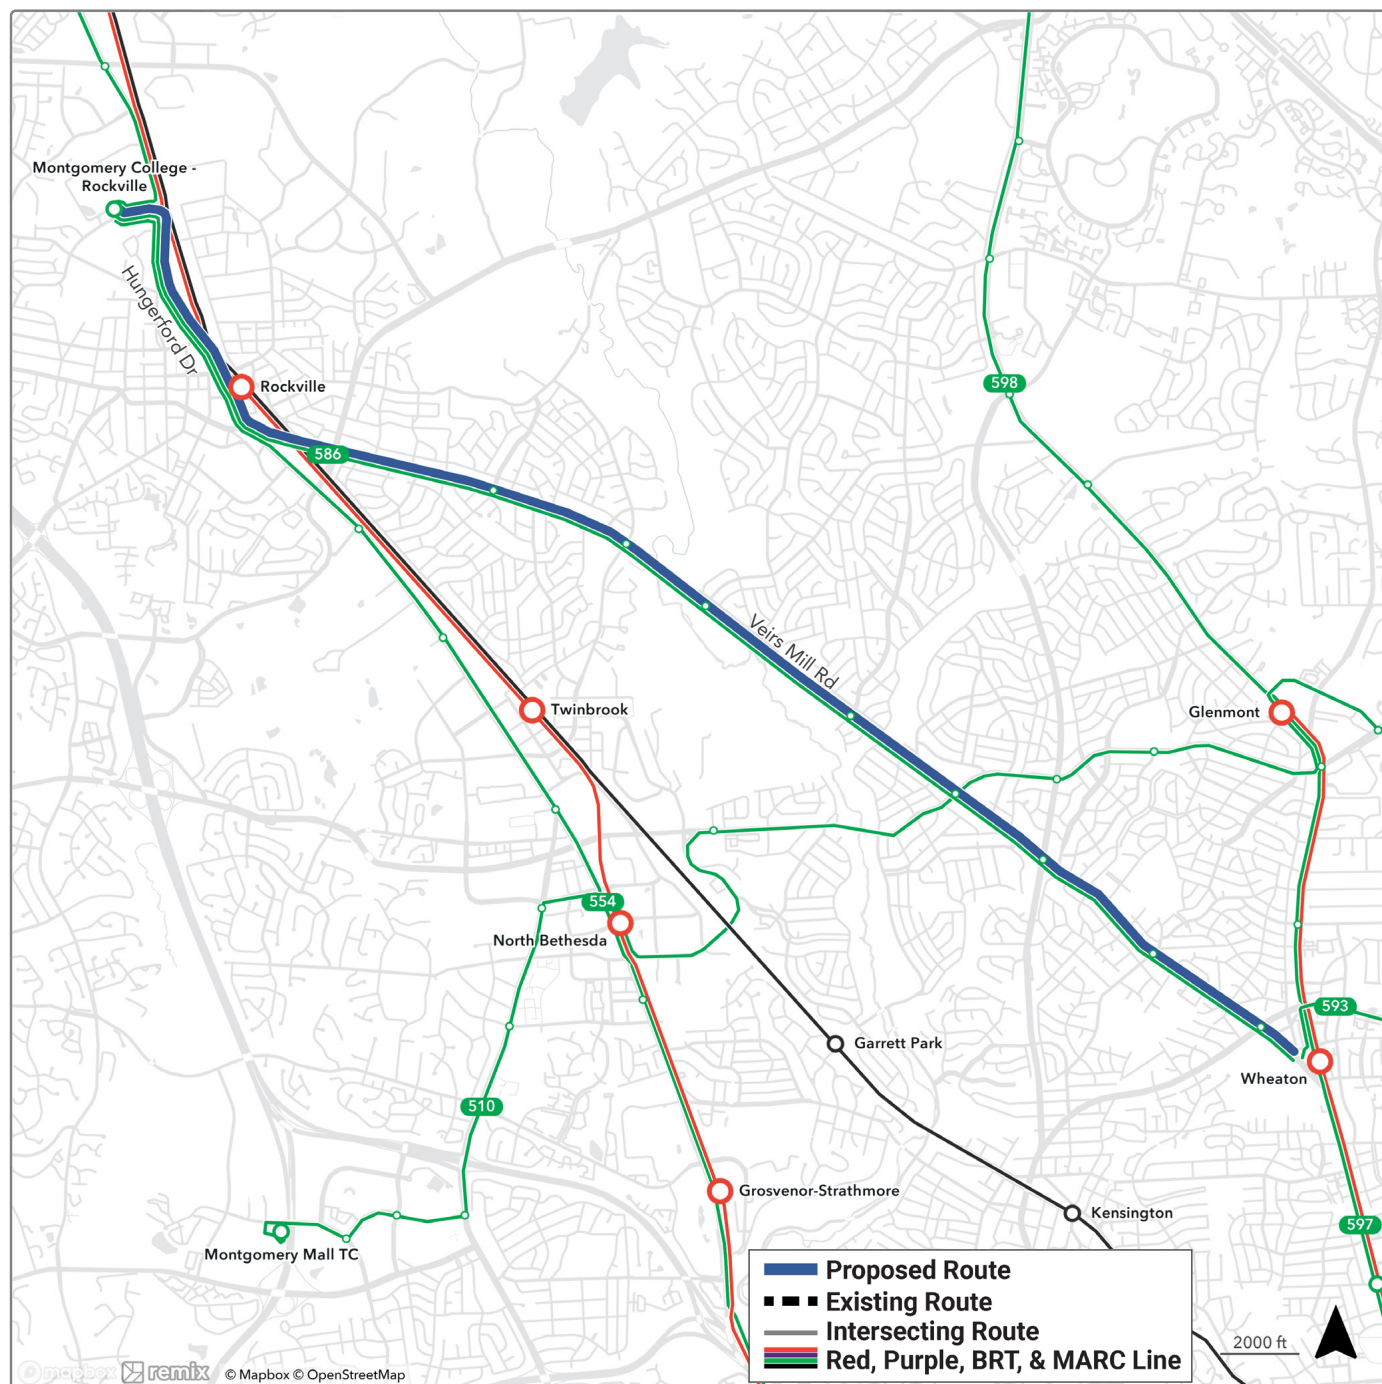 Montgomery College -
Rockville
Hungerford Dr
Rockville
598
586
Veirs Mill Rd
Twinbrook
Glenmont
554
North Bethesda
593
Garrett Park
Wheaton
510
Grosvenor-Strathmore
Kensington
597
Montgomery Mall TC
Proposed Route
Existing Route
Intersecting Route
Red, Purple, BRT, & MARC Line
2000 ft
mapbox remix © Mapbox © OpenStreetMap